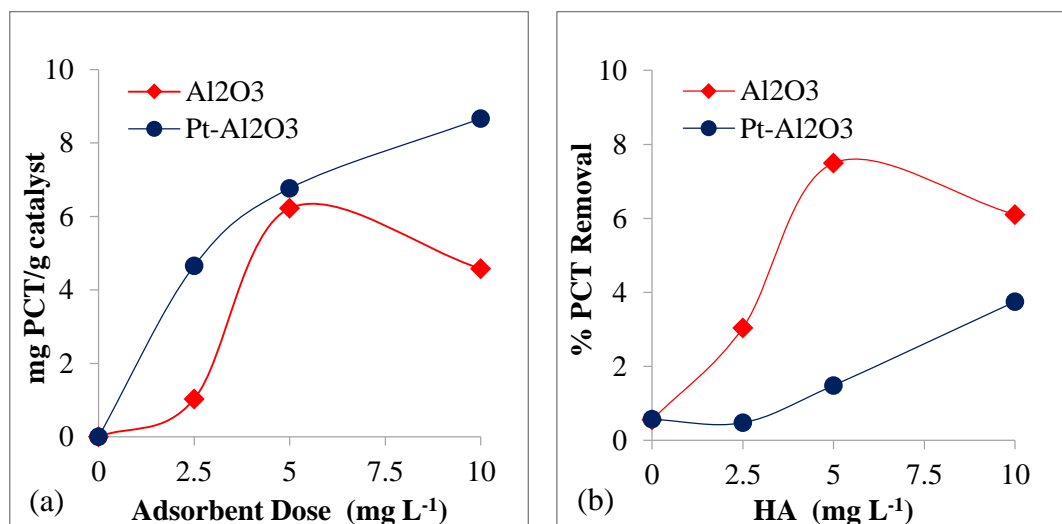 10
8
6
4
2
0
mg PCT/g catalyst
Al2O3
Pt-Al2O3
0 2.5 5 7.5 10
(a) Adsorbent Dose (mg L⁻¹)
10
8
6
4
2
0
% PCT Removal
Al2O3
Pt-Al2O3
0 2.5 5 7.5 10
(b) HA (mg L⁻¹)